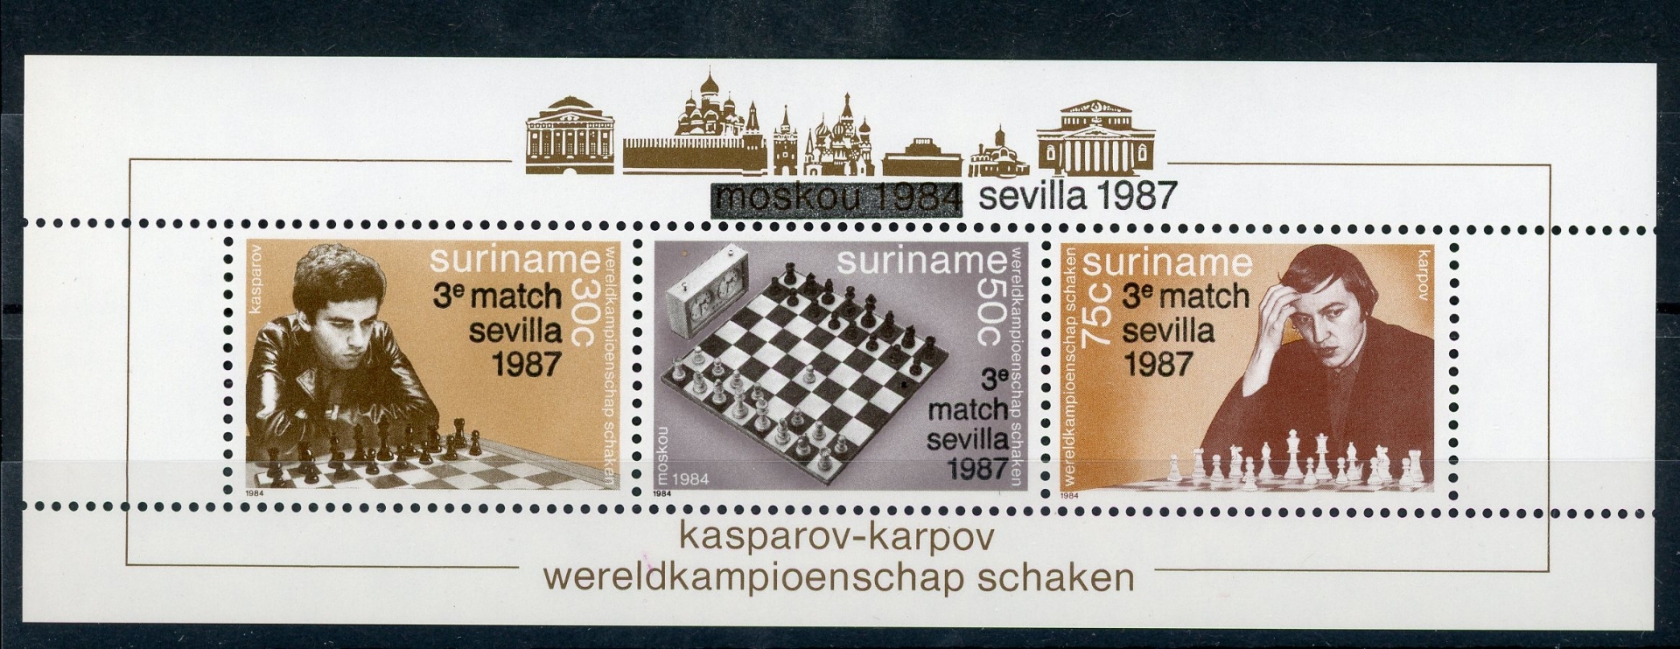 moskou 1984 sevilla 1987
kasparov
suriname
30c
wereldkampioenschap schaken
3e match
sevilla
1987
1984
suriname
50c
wereldkampioenschap schaken
3e
match
sevilla
1987
moskou
1984
1984
wereldkampioenschap schaken
75c
suriname
karpov
3e match
sevilla
1987
1984
kasparov-karpov
wereldkampioenschap schaken